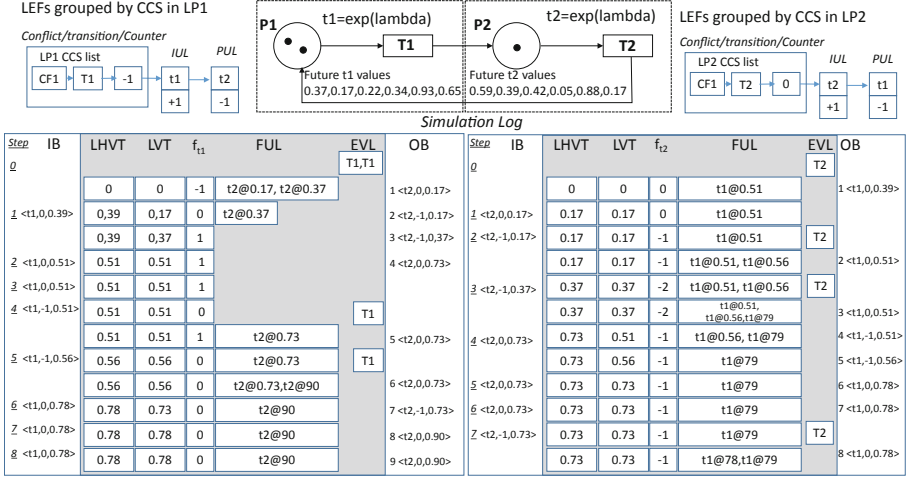 LEFs grouped by CCS in LP1
Conflict/transition/Counter
LP1 CCS list
IUL
PUL
CF1 T1 -1 t1 t2
+1 -1
P1
t1=exp(lambda)
P2
t2=exp(lambda)
T1
T2
Future t1 values
0.37,0.17,0.22,0.34,0.93,0.65
Future t2 values
0.59,0.39,0.42,0.05,0.88,0.17
LEFs grouped by CCS in LP2
Conflict/transition/Counter
LP2 CCS list
IUL
PUL
CF1 T2 0 t2 t1
+1 -1
Simulation Log
Step IB LHVT LVT ft1 FUL EVL OB
0 T1,T1
0 0 -1 t2@0.17, t2@0.37 1 <t2,0,0.17>
1 <t1,0,0.39> 0,39 0,17 0 t2@0.37 2 <t2,-1,0.17>
0,39 0,37 1 3 <t2,-1,0,37>
2 <t1,0,0.51> 0.51 0.51 1 4 <t2,0,0.73>
3 <t1,0,0.51> 0.51 0.51 1
4 <t1,-1,0.51> 0.51 0.51 0 T1
0.51 0.51 1 t2@0.73 5 <t2,0,0.73>
5 <t1,-1,0.56> 0.56 0.56 0 t2@0.73 T1
0.56 0.56 0 t2@0.73,t2@90 6 <t2,0,0.73>
6 <t1,0,0.78> 0.78 0.73 0 t2@90 7 <t2,-1,0.73>
7 <t1,0,0.78> 0.78 0.78 0 t2@90 8 <t2,0,0.90>
8 <t1,0,0.78> 0.78 0.78 0 t2@90 9 <t2,0,0.90>
Step IB LHVT LVT ft2 FUL EVL OB
0 T2
0 0 0 t1@0.51 1 <t1,0,0.39>
1 <t2,0,0.17> 0.17 0.17 0 t1@0.51
2 <t2,-1,0.17> 0.17 0.17 -1 t1@0.51 T2
0.17 0.17 -1 t1@0.51, t1@0.56 2 <t1,0,0.51>
3 <t2,-1,0.37> 0.37 0.37 -2 t1@0.51, t1@0.56 T2
0.37 0.37 -2 t1@0.51,
t1@0.56,t1@79 3 <t1,0,0.51>
4 <t2,0,0.73> 0.73 0.51 -1 t1@0.56, t1@79 4 <t1,-1,0.51>
0.73 0.56 -1 t1@79 5 <t1,-1,0.56>
5 <t2,0,0.73> 0.73 0.73 -1 t1@79 6 <t1,0,0.78>
6 <t2,0,0.73> 0.73 0.73 -1 t1@79 7 <t1,0,0.78>
7 <t2,-1,0.73> 0.73 0.73 -1 t1@79 T2
0.73 0.73 -1 t1@78,t1@79 8 <t1,0,0.78>